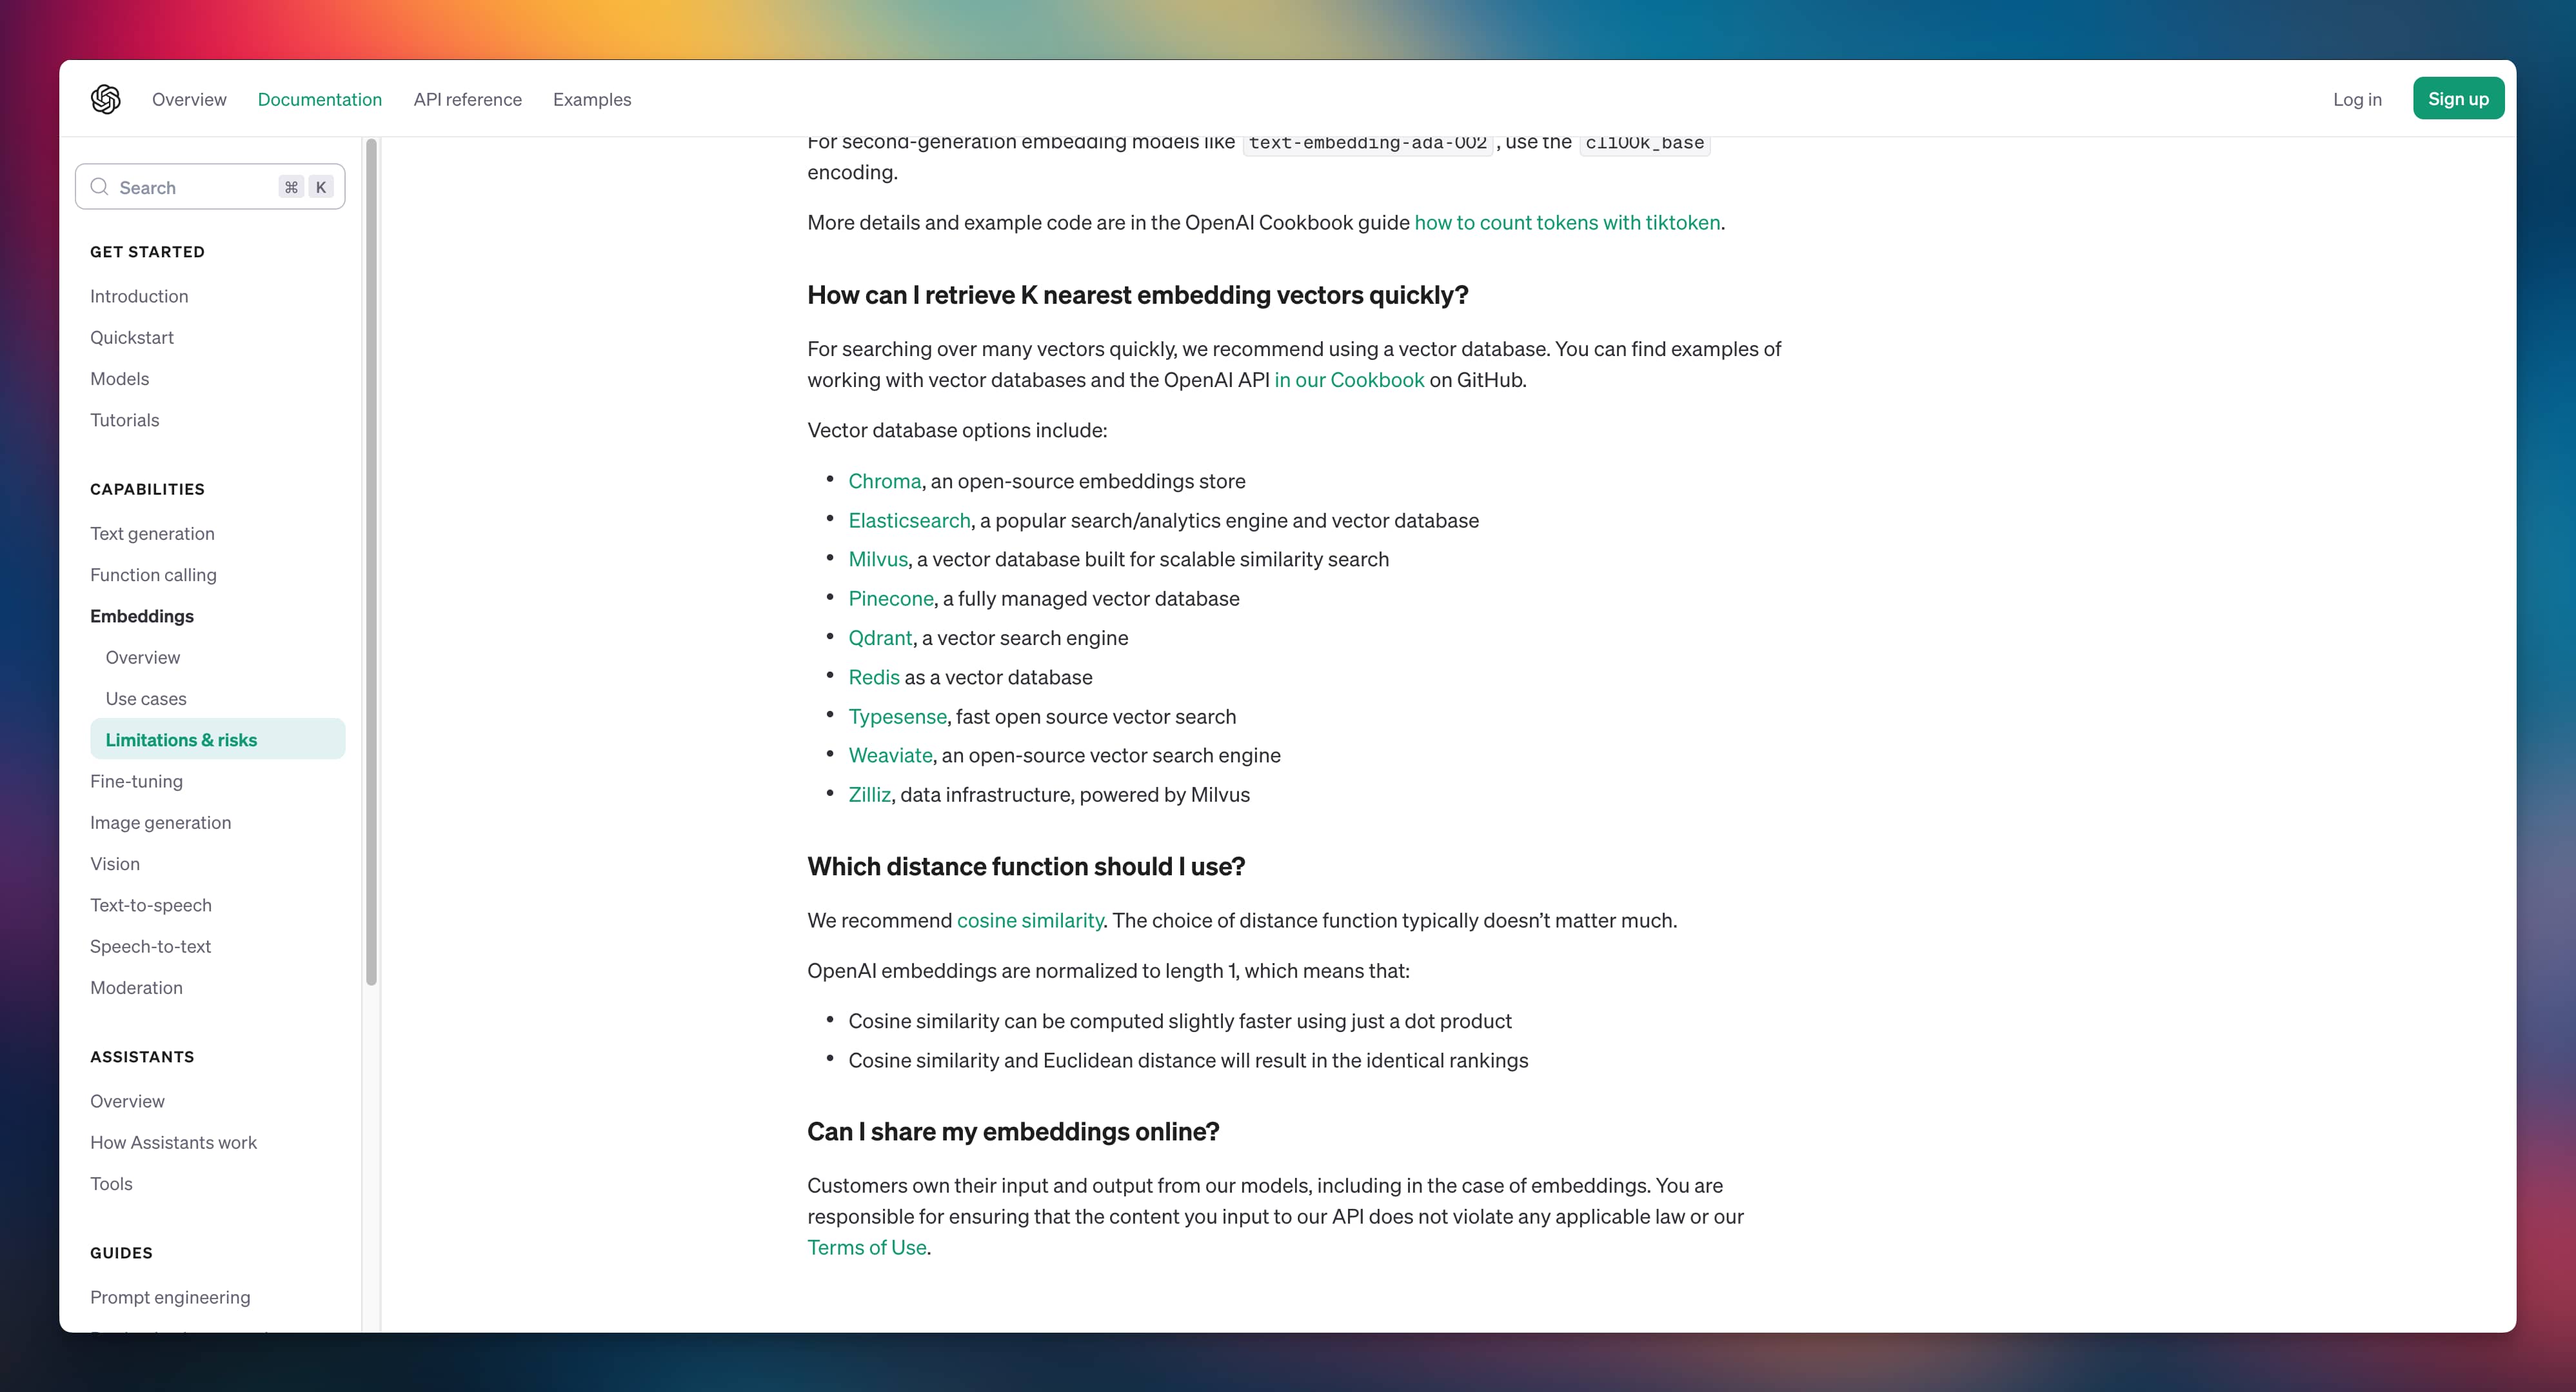 Overview Documentation API reference Examples Log in Sign up
Search ⌘ K
GET STARTED
Introduction
Quickstart
Models
Tutorials
CAPABILITIES
Text generation
Function calling
Embeddings
Overview
Use cases
Limitations & risks
Fine-tuning
Image generation
Vision
Text-to-speech
Speech-to-text
Moderation
ASSISTANTS
Overview
How Assistants work
Tools
GUIDES
Prompt engineering
For second-generation embedding models like text-embedding-ada-002, use the cl100k_base
encoding.
More details and example code are in the OpenAI Cookbook guide how to count tokens with tiktoken.
How can I retrieve K nearest embedding vectors quickly?
For searching over many vectors quickly, we recommend using a vector database. You can find examples of
working with vector databases and the OpenAI API in our Cookbook on GitHub.
Vector database options include:
• Chroma, an open-source embeddings store
• Elasticsearch, a popular search/analytics engine and vector database
• Milvus, a vector database built for scalable similarity search
• Pinecone, a fully managed vector database
• Qdrant, a vector search engine
• Redis as a vector database
• Typesense, fast open source vector search
• Weaviate, an open-source vector search engine
• Zilliz, data infrastructure, powered by Milvus
Which distance function should I use?
We recommend cosine similarity. The choice of distance function typically doesn’t matter much.
OpenAI embeddings are normalized to length 1, which means that:
• Cosine similarity can be computed slightly faster using just a dot product
• Cosine similarity and Euclidean distance will result in the identical rankings
Can I share my embeddings online?
Customers own their input and output from our models, including in the case of embeddings. You are
responsible for ensuring that the content you input to our API does not violate any applicable law or our
Terms of Use.